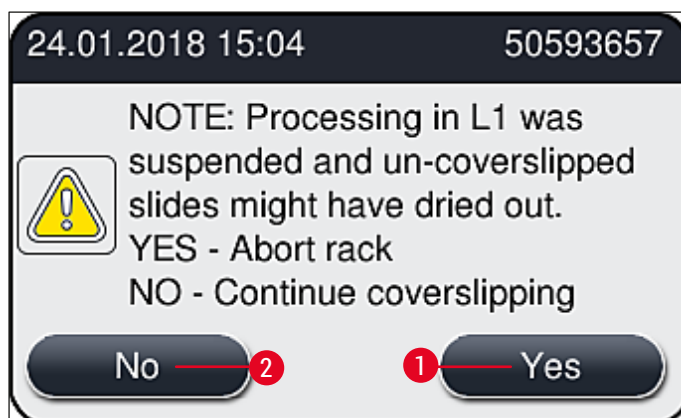 24.01.2018 15:04 50593657
NOTE: Processing in L1 was
suspended and un-coverslipped
slides might have dried out.
YES - Abort rack
NO - Continue coverslipping
No 2 1 Yes